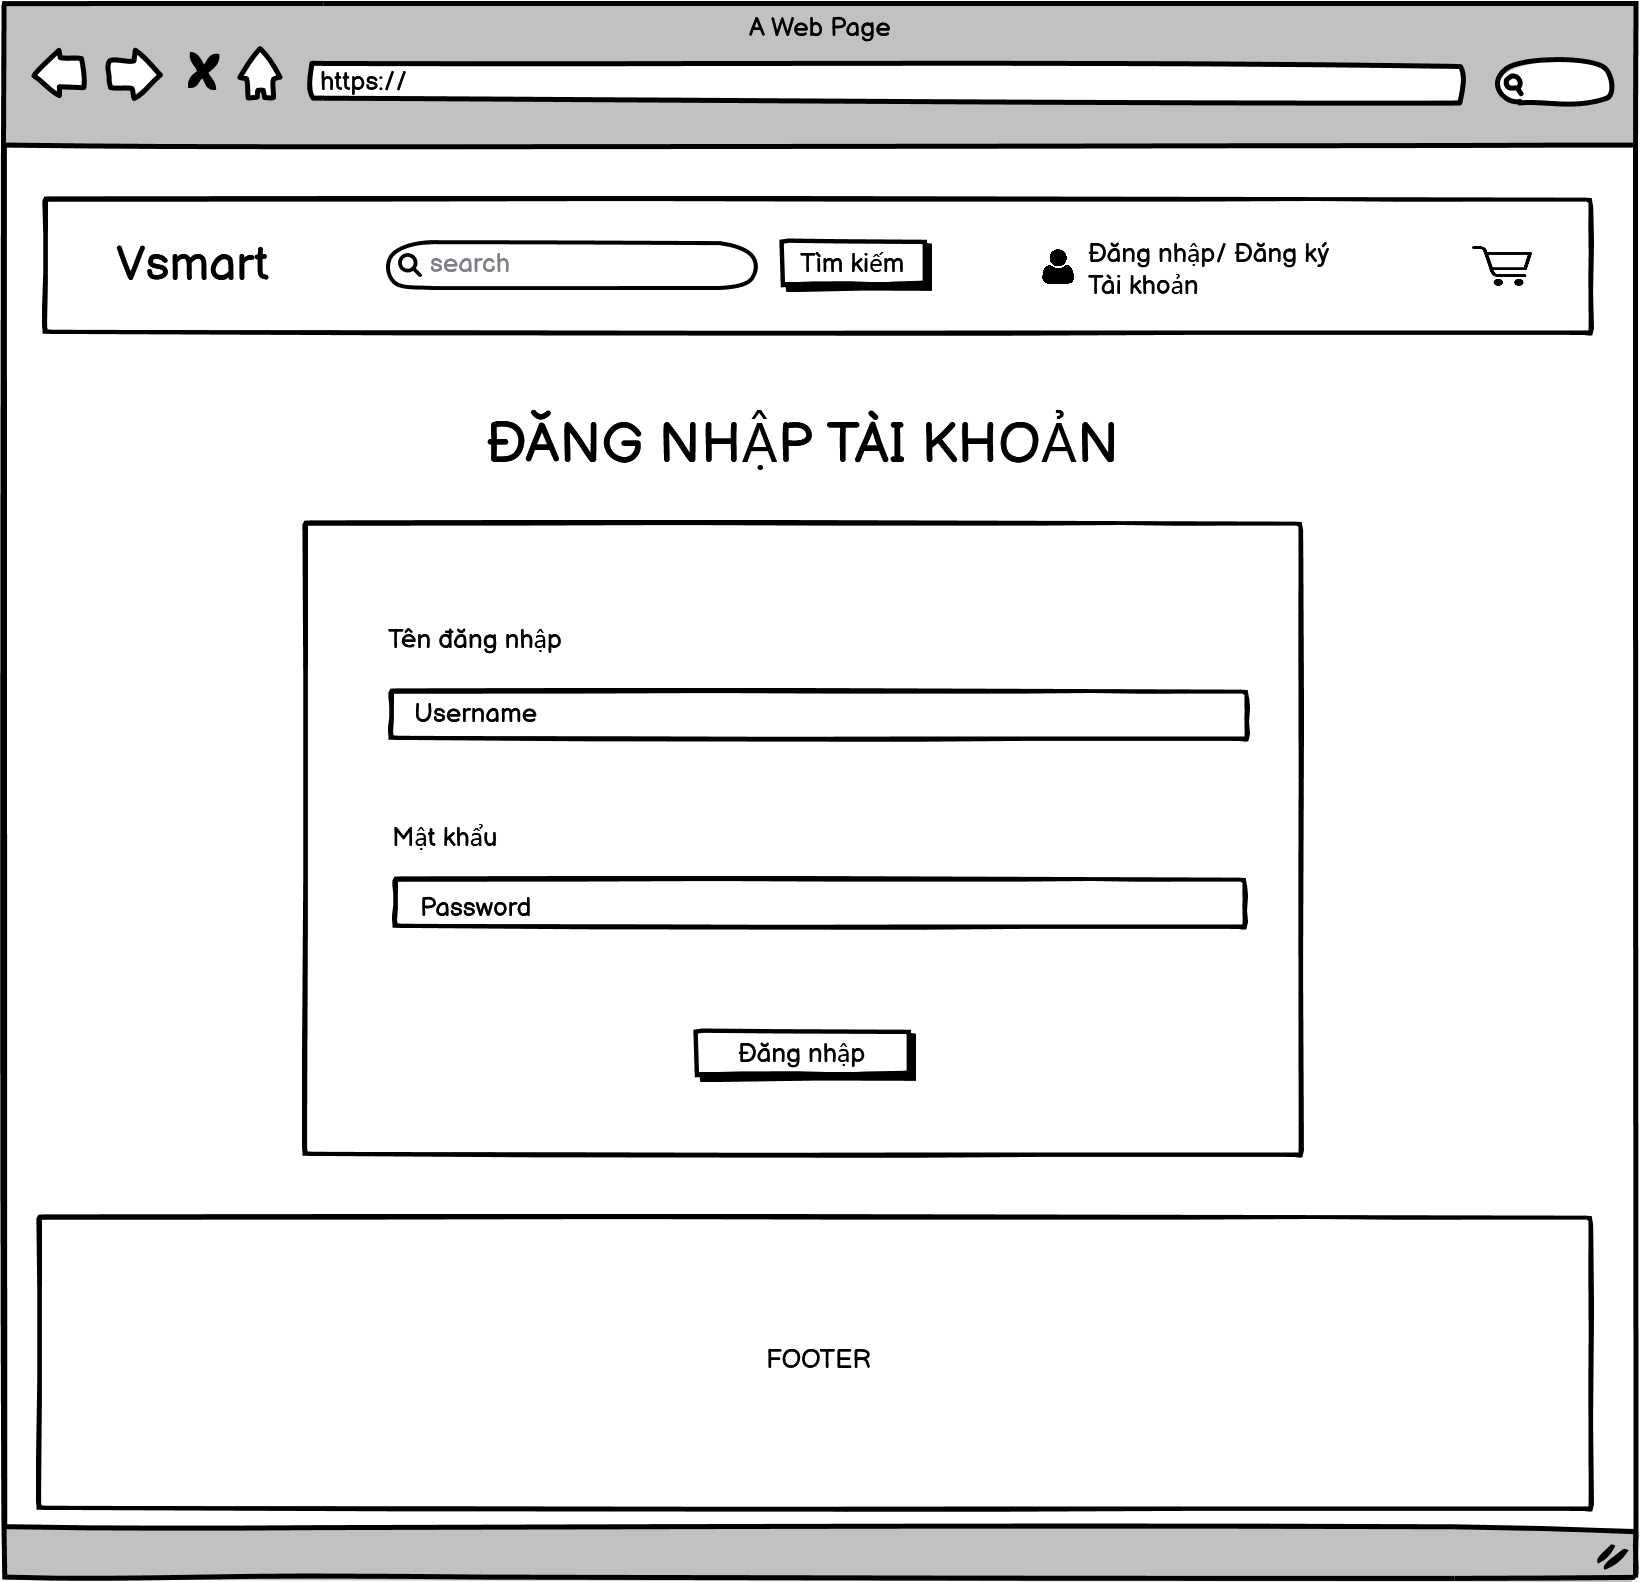 A Web Page
https://
Vsmart
search
Tìm kiếm
Đăng nhập/ Đăng ký
Tài khoản
ĐĂNG NHẬP TÀI KHOẢN
Tên đăng nhập
Username
Mật khẩu
Password
Đăng nhập
FOOTER